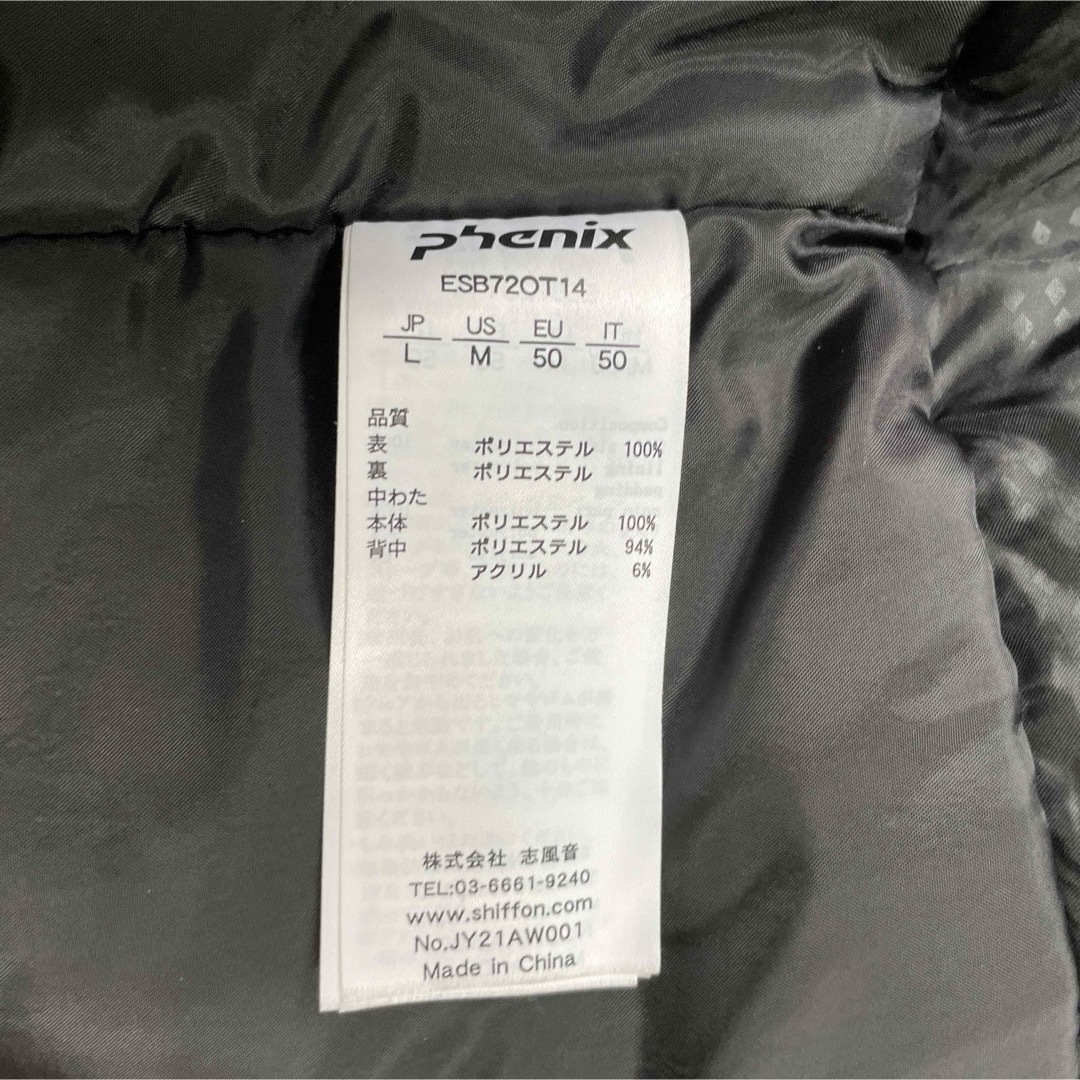 phenix
ESB72OT14
JP US EU IT
L M 50 50
品質
表 ポリエステル 100%
裏 ポリエステル
中わた
本体 ポリエステル 100%
背中 ポリエステル 94%
アクリル 6%
株式会社 志風音
TEL:03-6661-9240
www.shiffon.com
No.JY21AW001
Made in China